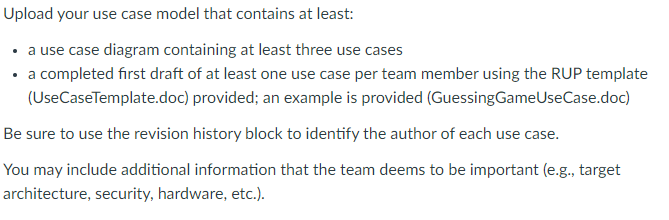 Upload your use case model that contains at least:
• a use case diagram containing at least three use cases
• a completed first draft of at least one use case per team member using the RUP template
(UseCaseTemplate.doc) provided; an example is provided (GuessingGameUseCase.doc)
Be sure to use the revision history block to identify the author of each use case.
You may include additional information that the team deems to be important (e.g., target
architecture, security, hardware, etc.).